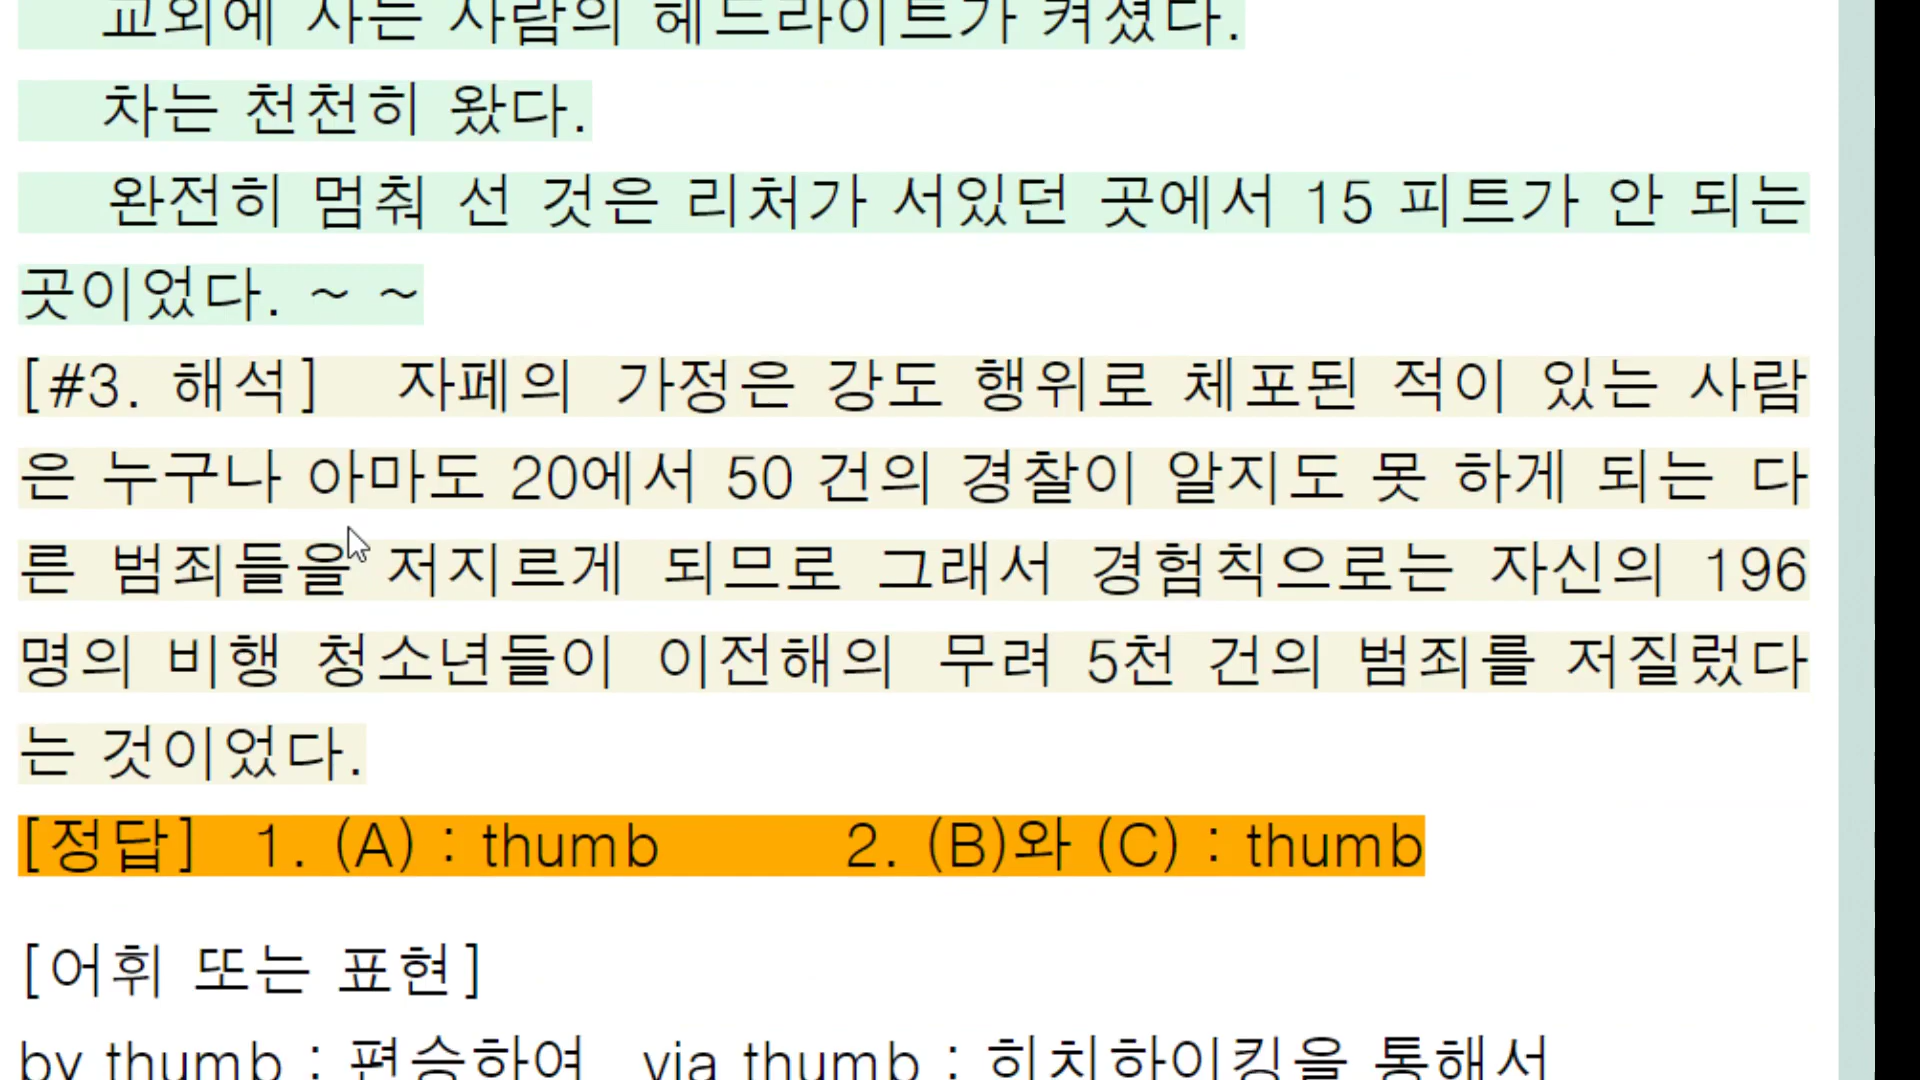 교외에 사는 사람의 헤드라이트가 켜졌다.
차는 천천히 왔다.
완전히 멈춰 선 것은 리처가 서있던 곳에서 15 피트가 안 되는
곳이었다. ~ ~
[#3. 해석] 자페의 가정은 강도 행위로 체포된 적이 있는 사람
은 누구나 아마도 20에서 50 건의 경찰이 알지도 못 하게 되는 다
른 범죄들을 저지르게 되므로 그래서 경험칙으로는 자신의 196
명의 비행 청소년들이 이전해의 무려 5천 건의 범죄를 저질렀다
는 것이었다.
[정답] 1. (A) : thumb 2. (B)와 (C) : thumb
[어휘 또는 표현]
by thumb : 편승하여 via thumb : 히치하이킹을 통해서